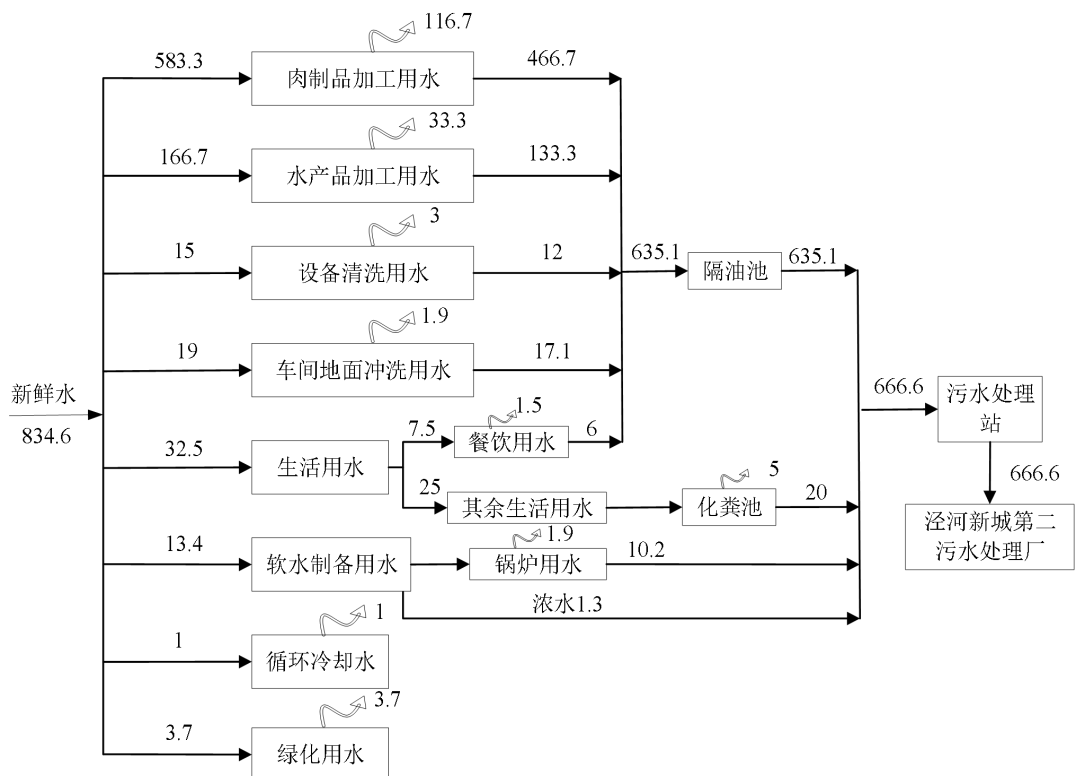 116.7
583.3
肉制品加工用水
466.7
33.3
166.7
水产品加工用水
133.3
3
15
设备清洗用水
12
635.1
隔油池
635.1
1.9
19
车间地面冲洗用水
17.1
新鲜水
834.6
666.6
污水处理
站
32.5
生活用水
7.5
1.5
餐饮用水
6
25
其余生活用水
5
化粪池
20
666.6
泾河新城第二
污水处理厂
13.4
软水制备用水
1.9
锅炉用水
10.2
浓水1.3
1
1
循环冷却水
3.7
3.7
绿化用水